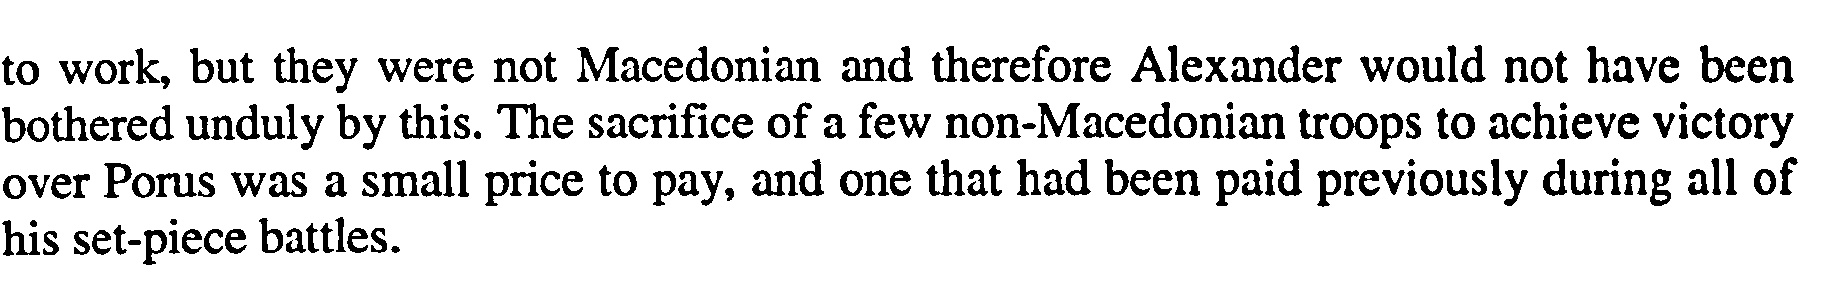 to work, but they were not Macedonian and therefore Alexander would not have been
bothered unduly by this. The sacrifice of a few non-Macedonian troops to achieve victory
over Porus was a small price to pay, and one that had been paid previously during all of
his set-piece battles.